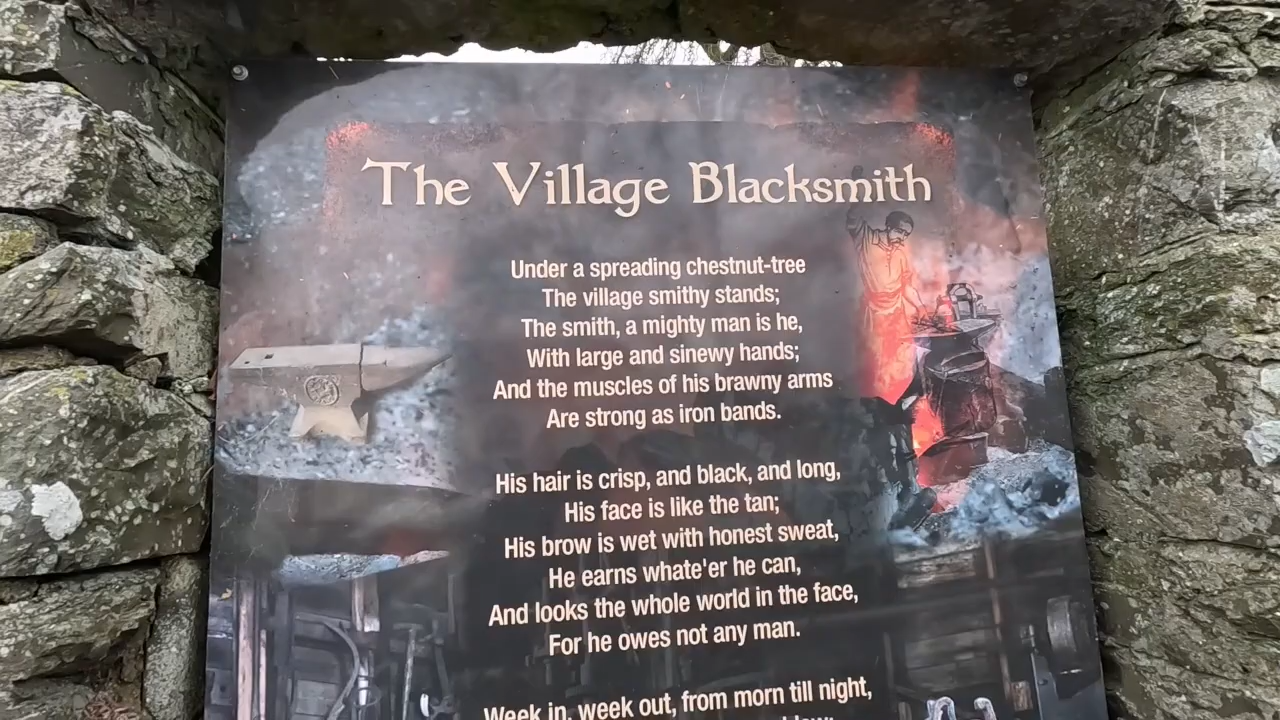 The Village Blacksmith
Under a spreading chestnut-tree
The village smithy stands;
The smith, a mighty man is he,
With large and sinewy hands;
And the muscles of his brawny arms
Are strong as iron bands.
His hair is crisp, and black, and long,
His face is like the tan;
His brow is wet with honest sweat,
He earns whate'er he can,
And looks the whole world in the face,
For he owes not any man.
Week in, week out, from morn till night,